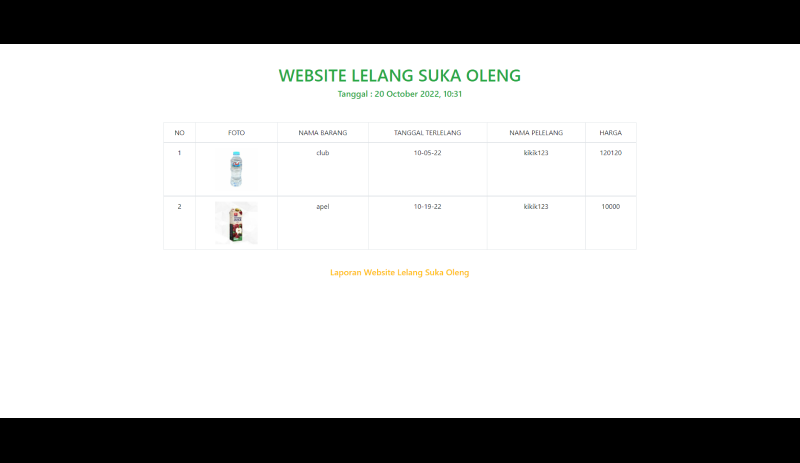 WEBSITE LELANG SUKA OLENG
Tanggal : 20 October 2022, 10:31
NO FOTO NAMA BARANG TANGGAL TERLELANG NAMA PELELANG HARGA
1 club 10-05-22 kikik123 120120
2 apel 10-19-22 kikik123 10000
Laporan Website Lelang Suka Oleng